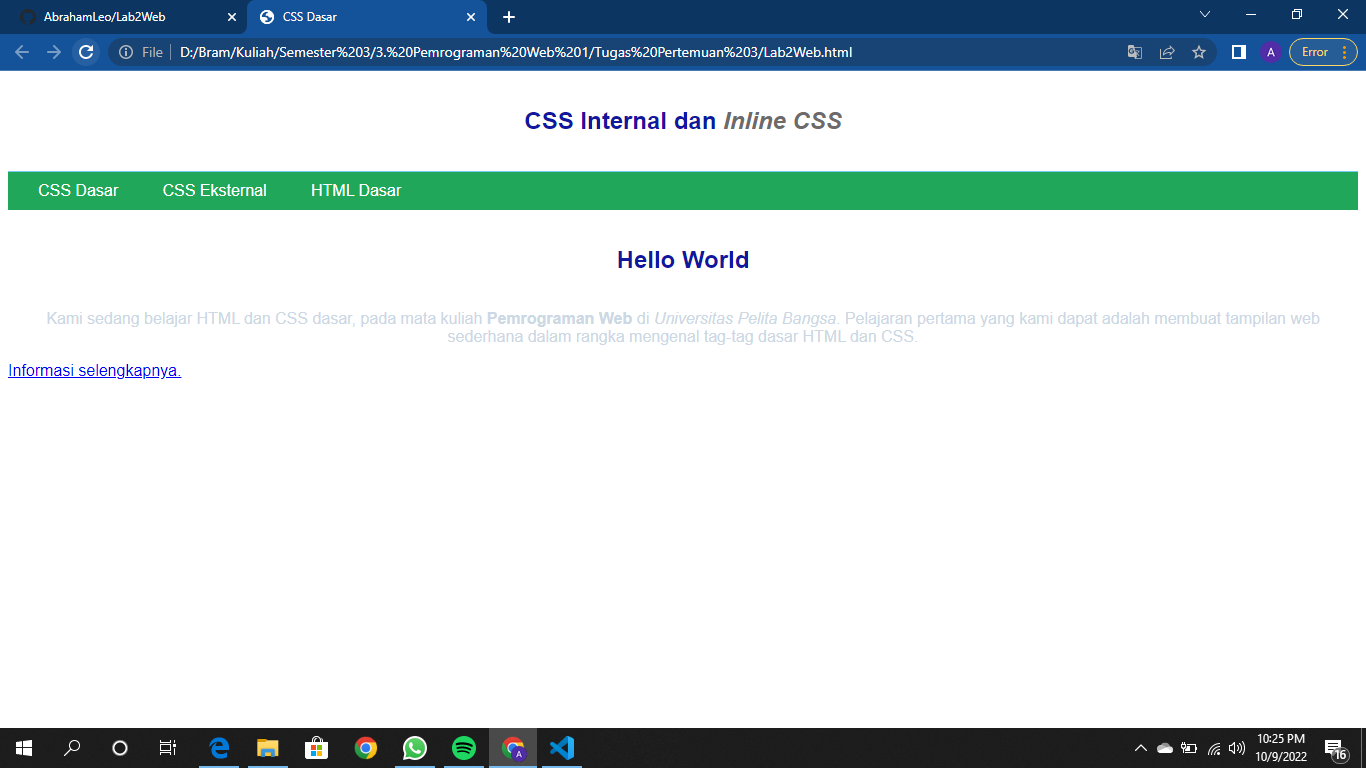 AbrahamLeo/Lab2Web
CSS Dasar
File
D:/Bram/Kuliah/Semester%203/3.%20Pemrograman%20Web%201/Tugas%20Pertemuan%203/Lab2Web.html
A
Error
CSS Internal dan Inline CSS
CSS Dasar
CSS Eksternal
HTML Dasar
Hello World
Kami sedang belajar HTML dan CSS dasar, pada mata kuliah Pemrograman Web di Universitas Pelita Bangsa. Pelajaran pertama yang kami dapat adalah membuat tampilan web
sederhana dalam rangka mengenal tag-tag dasar HTML dan CSS.
Informasi selengkapnya.
A
10:25 PM
10/9/2022
16